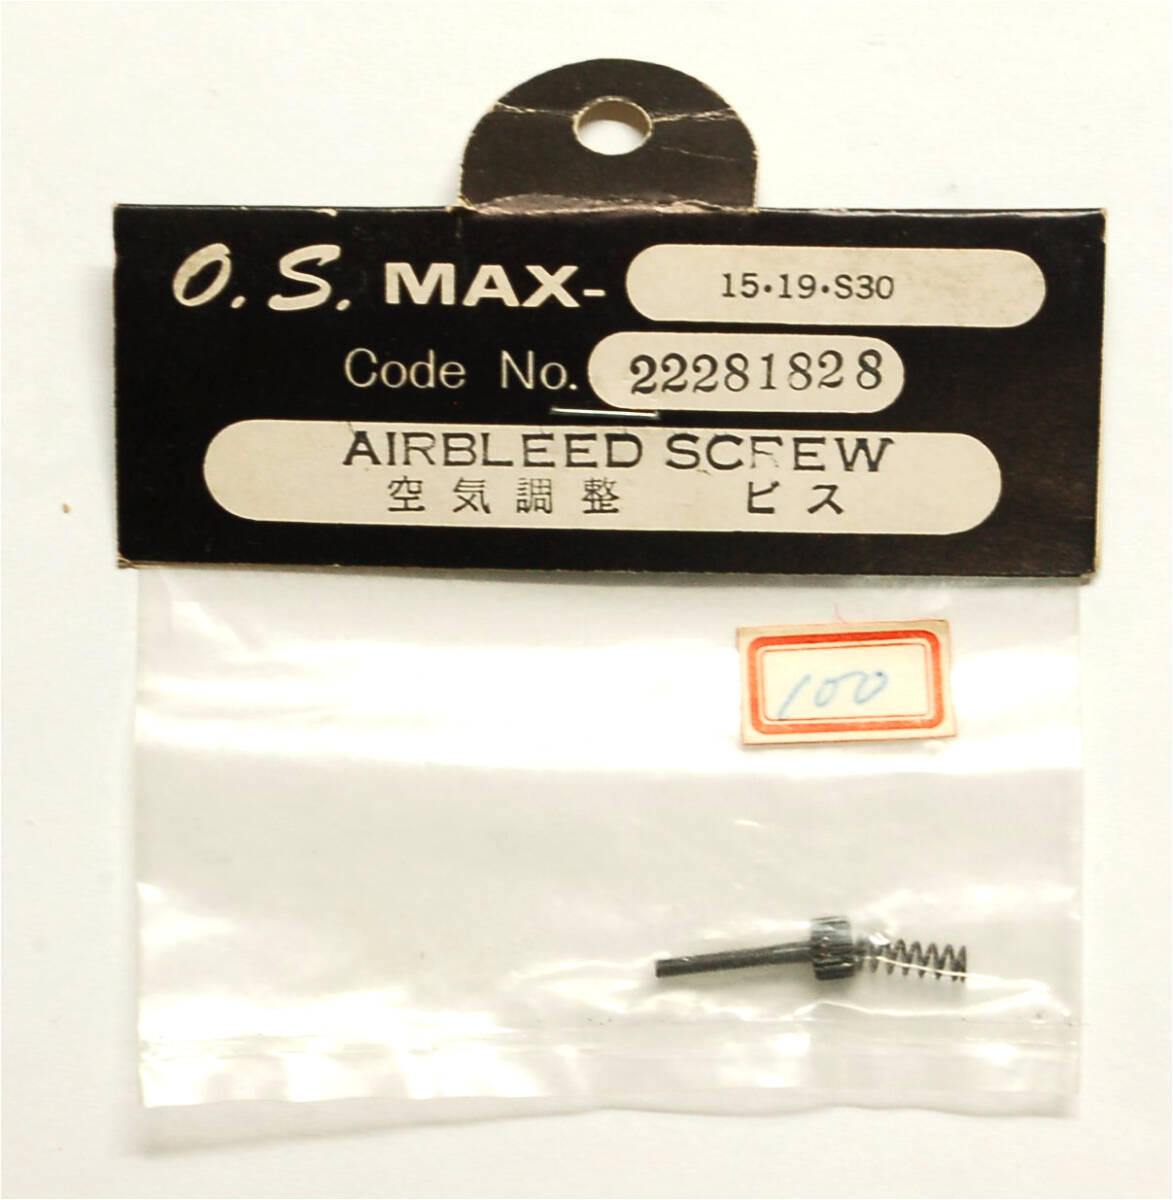 O.S. MAX- 15·19·S30
Code No. 22281828
AIRBLEED SCREW
空気調整 ビス
100